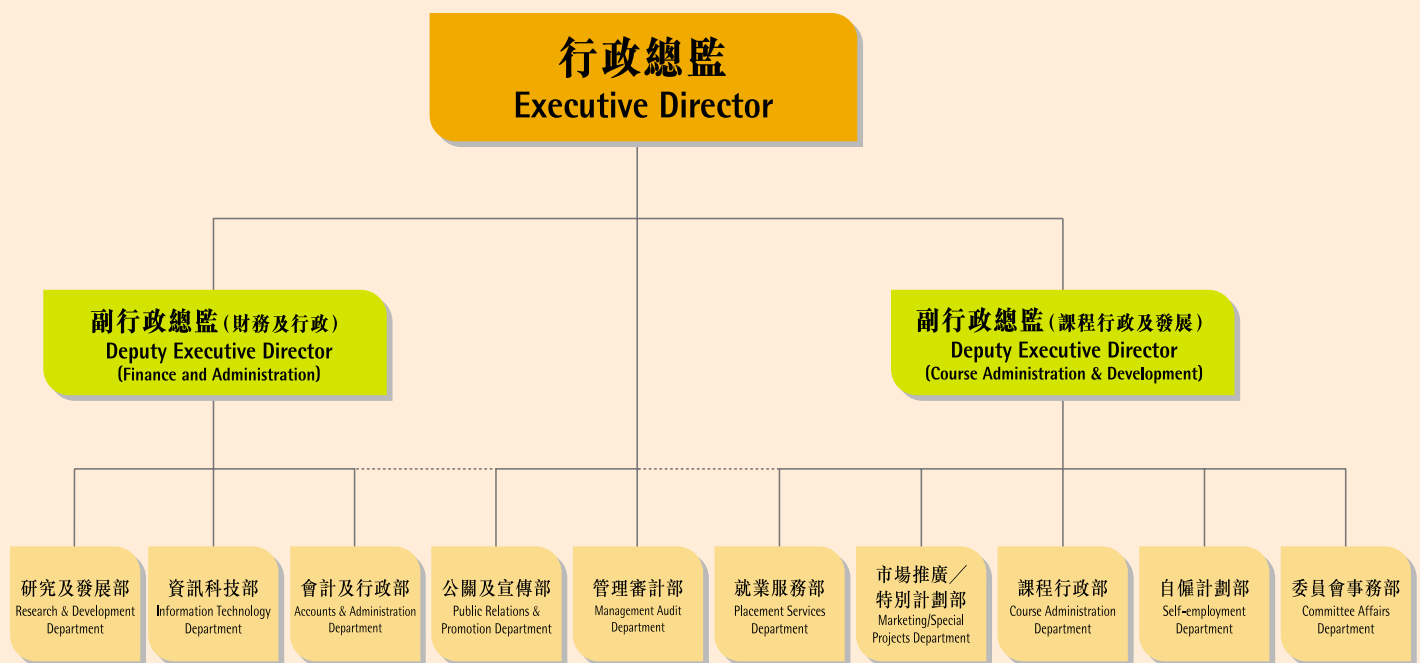 行政總監
Executive Director
副行政總監(財務及行政)
Deputy Executive Director
(Finance and Administration)
副行政總監(課程行政及發展)
Deputy Executive Director
(Course Administration & Development)
研究及發展部
Research & Development
Department
資訊科技部
Information Technology
Department
會計及行政部
Accounts & Administration
Department
公關及宣傳部
Public Relations &
Promotion Department
管理審計部
Management Audit
Department
就業服務部
Placement Services
Department
市場推廣／
特別計劃部
Marketing/Special
Projects Department
課程行政部
Course Administration
Department
自僱計劃部
Self-employment
Department
委員會事務部
Committee Affairs
Department